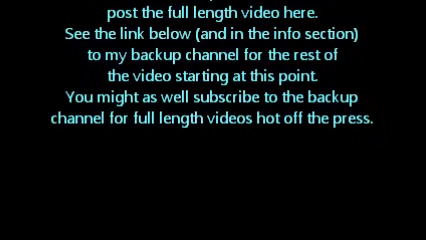 post the full length video here.
See the link below (and in the info section)
to my backup channel for the rest of
the video starting at this point.
You might as well subscribe to the backup
channel for full length videos hot off the press.